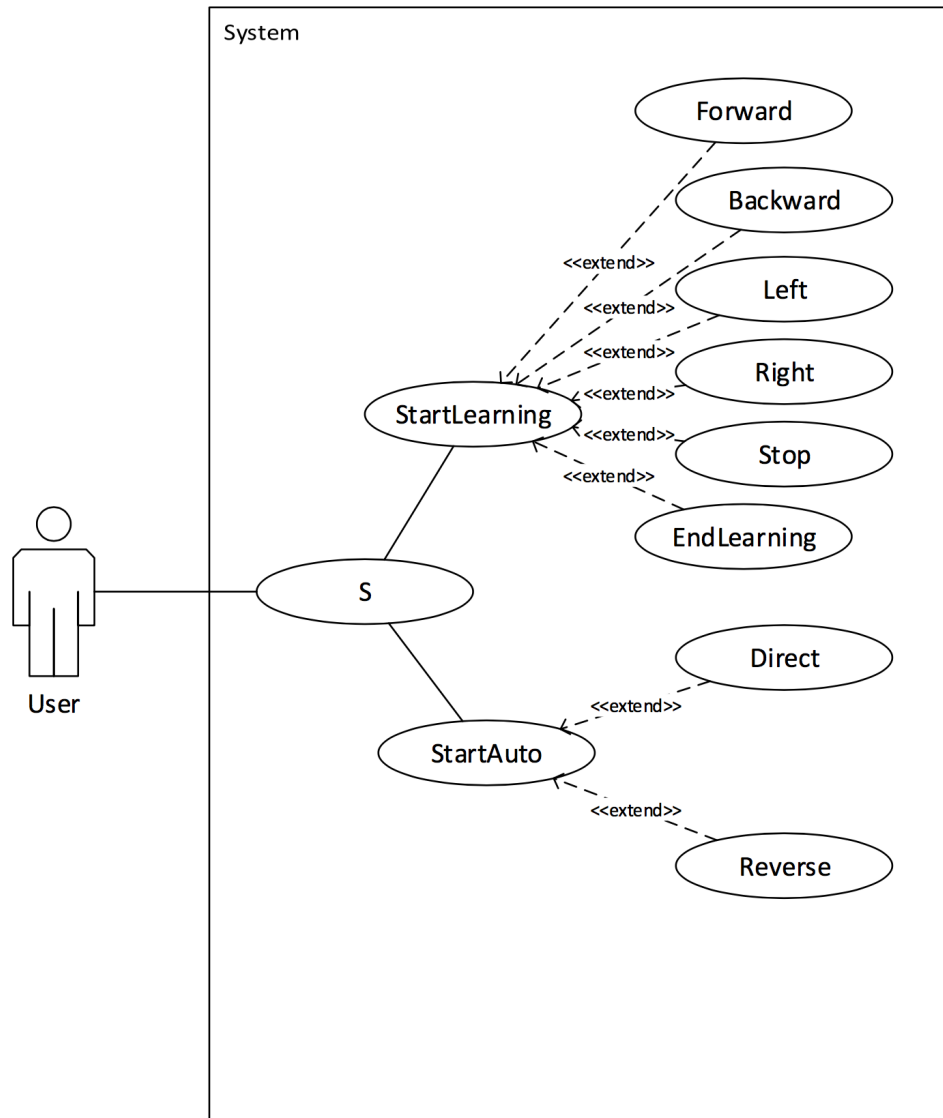 System
Forward
Backward
<<extend>>
Left
<<extend>>
<<extend>>
Right
<<extend>>
StartLearning
<<extend>>
Stop
<<extend>>
EndLearning
S
User
Direct
<<extend>>
StartAuto
<<extend>>
Reverse